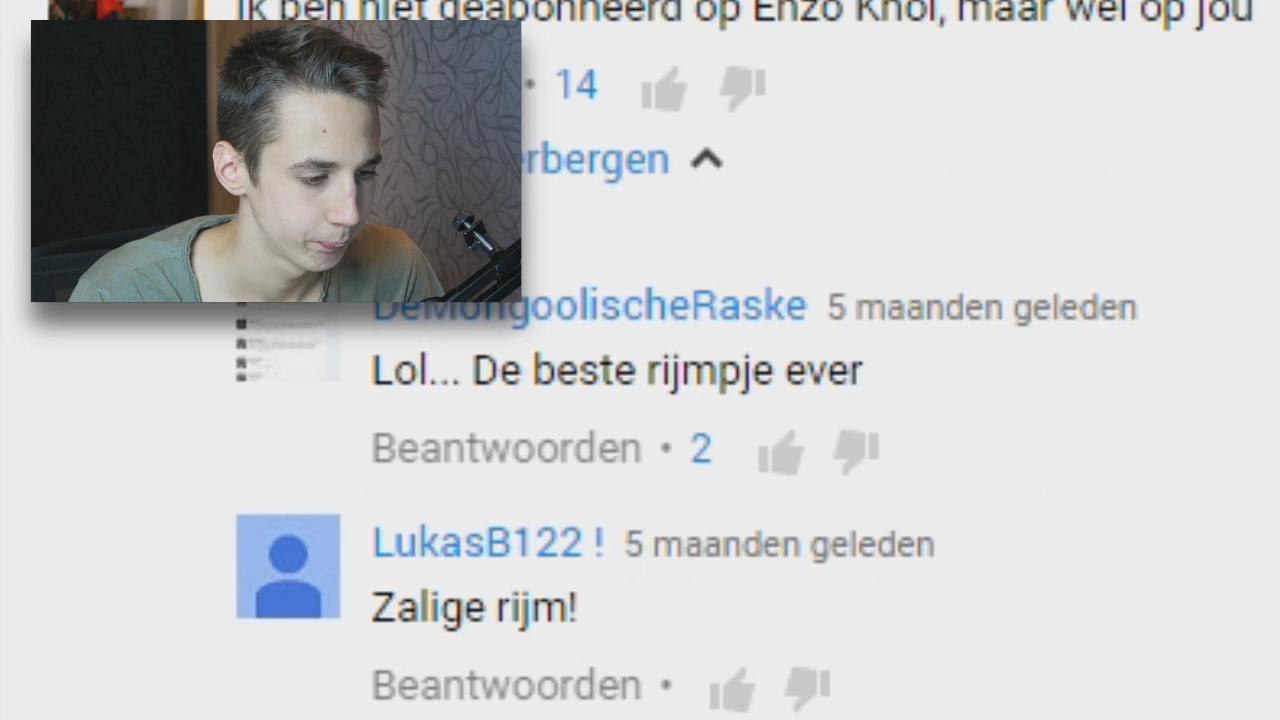 Ik ben niet geabonneerd op Enzo Knol, maar wel op jou
• 14
rbergen
DeMongoolischeRaske 5 maanden geleden
Lol... De beste rijmpje ever
Beantwoorden • 2
LukasB122 ! 5 maanden geleden
Zalige rijm!
Beantwoorden •